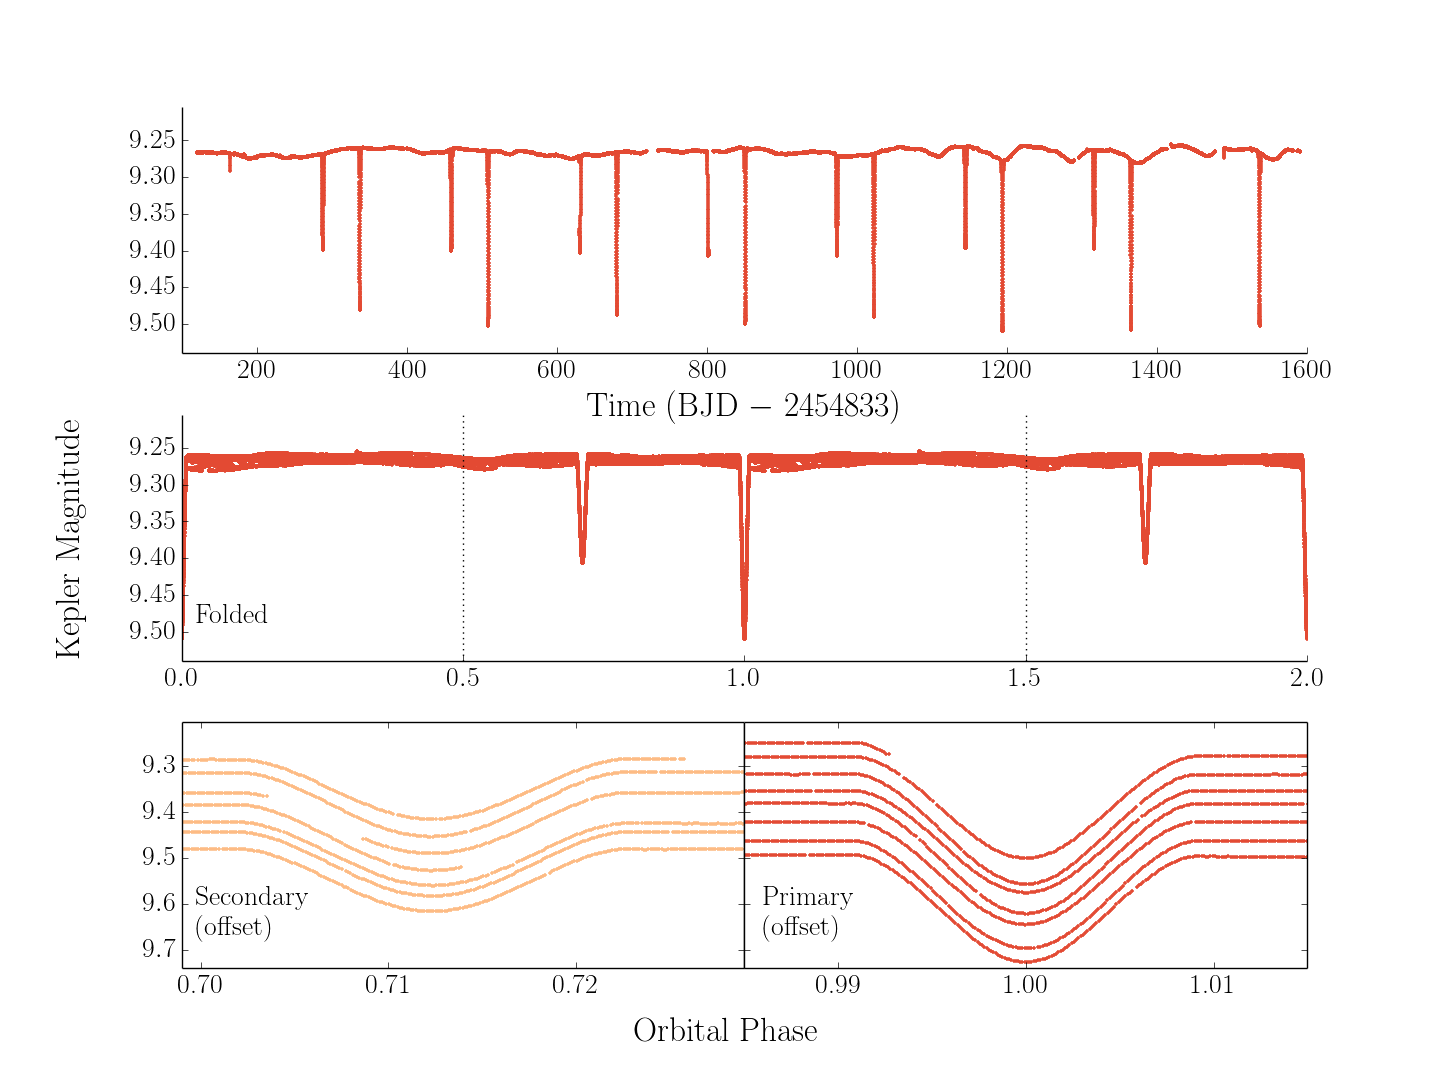 9.25
9.30
9.35
9.40
9.45
9.50
200 400 600 800 1000 1200 1400 1600
Time (BJD − 2454833)
Kepler Magnitude
9.25
9.30
9.35
9.40
9.45
9.50
Folded
0.0 0.5 1.0 1.5 2.0
9.3
9.4
9.5
9.6
9.7
Secondary
(offset)
Primary
(offset)
0.70 0.71 0.72 0.99 1.00 1.01
Orbital Phase